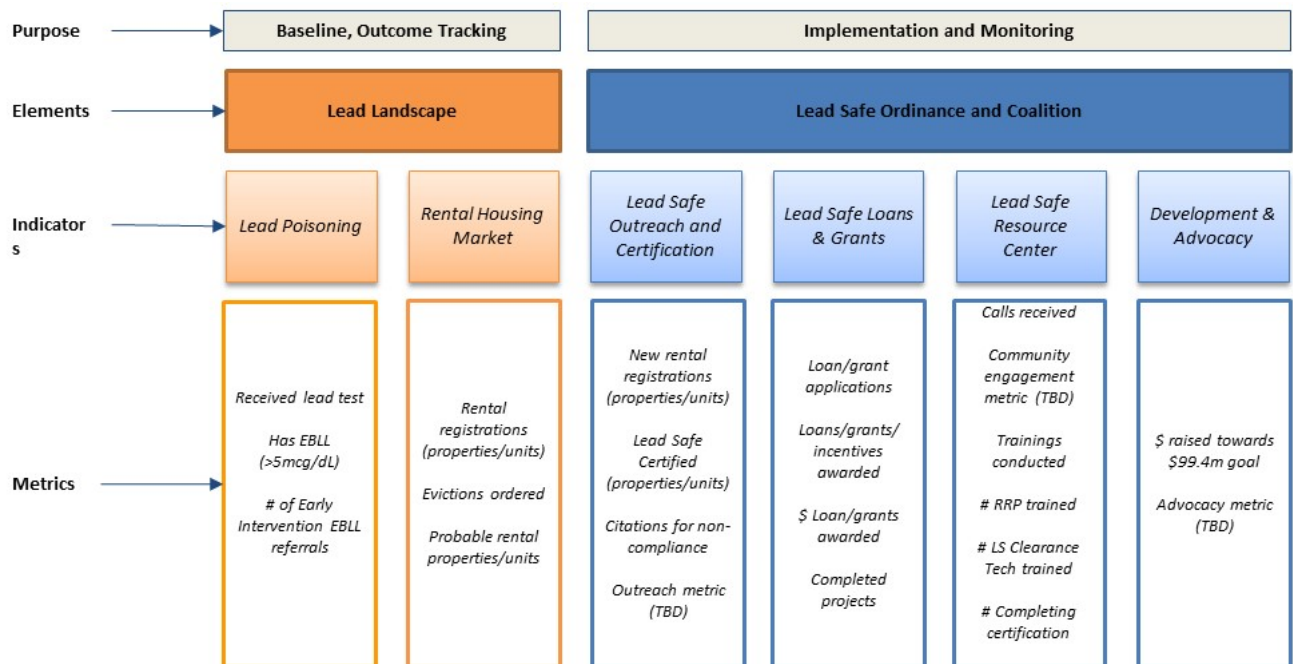 Purpose
Baseline, Outcome Tracking
Implementation and Monitoring
Elements
Lead Landscape
Lead Safe Ordinance and Coalition
Indicator
s
Lead Poisoning
Rental Housing
Market
Lead Safe
Outreach and
Certification
Lead Safe Loans
& Grants
Lead Safe
Resource
Center
Development &
Advocacy
Metrics
Received lead test
Has EBLL
(>5mcg/dL)
# of Early
Intervention EBLL
referrals
Rental
registrations
(properties/units)
Evictions ordered
Probable rental
properties/units
New rental
registrations
(properties/units)
Lead Safe
Certified
(properties/units)
Citations for non-
compliance
Outreach metric
(TBD)
Loan/grant
applications
Loans/grants/
incentives
awarded
$ Loan/grants
awarded
Completed
projects
Calls received
Community
engagement
metric (TBD)
Trainings
conducted
# RRP trained
# LS Clearance
Tech trained
# Completing
certification
$ raised towards
$99.4m goal
Advocacy metric
(TBD)